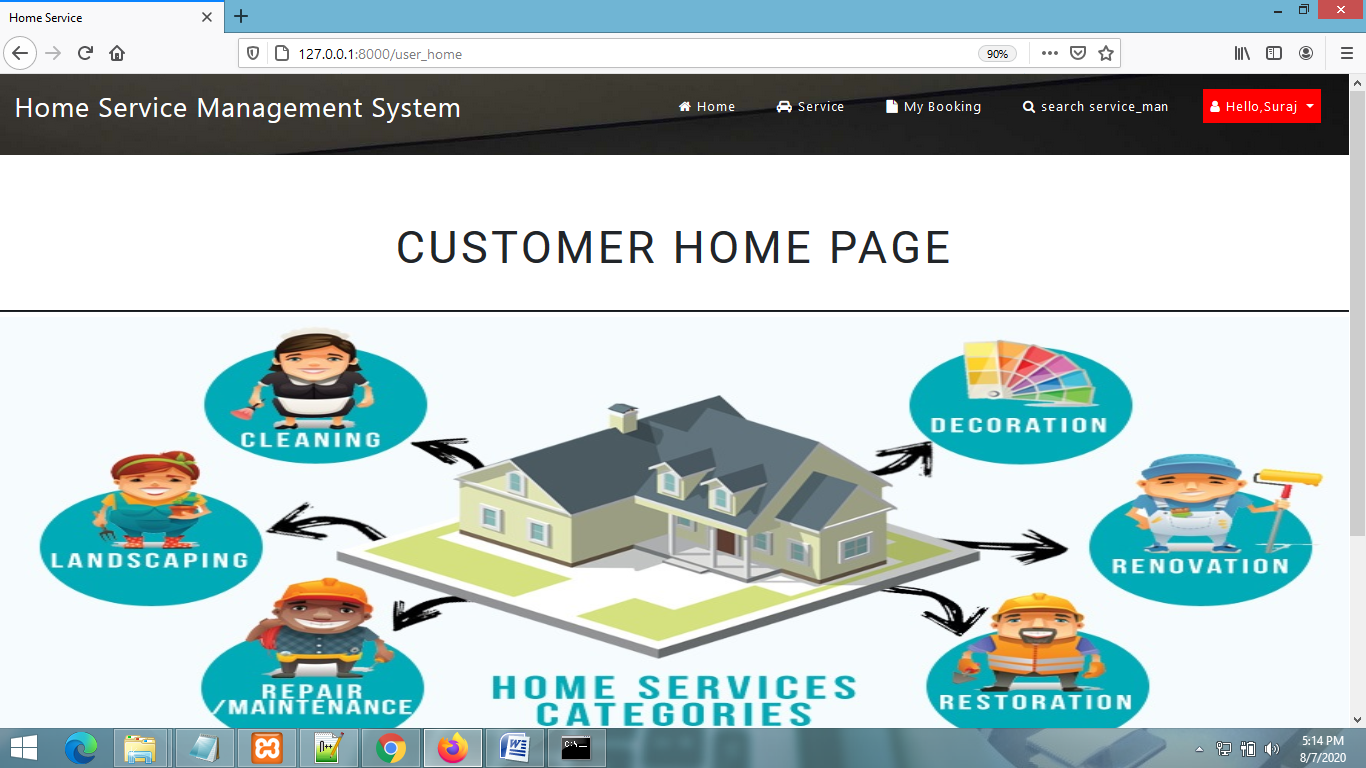 Home Service
127.0.0.1:8000/user_home
90%
Home Service Management System
Home
Service
My Booking
search service_man
Hello,Suraj
CUSTOMER HOME PAGE
CLEANING
DECORATION
LANDSCAPING
RENOVATION
REPAIR
/MAINTENANCE
RESTORATION
HOME SERVICES
CATEGORIES
5:14 PM
8/7/2020